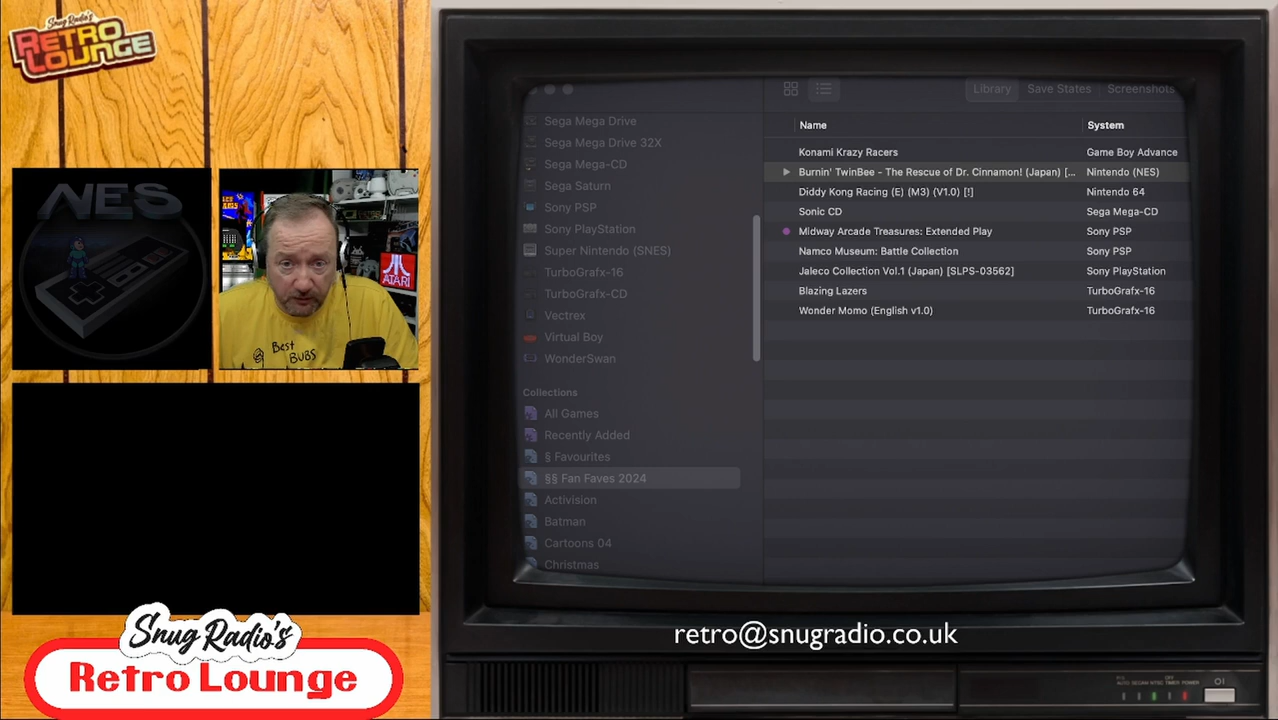 Snug Radio's
RETRO
LOUNGE
NES
ATARI
Best
BUBS
Snug Radio's
Retro Lounge
Sega Mega Drive
Sega Mega Drive 32X
Sega Mega-CD
Sega Saturn
Sony PSP
Sony PlayStation
Super Nintendo (SNES)
TurboGrafx-16
TurboGrafx-CD
Vectrex
Virtual Boy
WonderSwan
Collections
All Games
Recently Added
§ Favourites
§§ Fan Faves 2024
Activision
Batman
Cartoons 04
Christmas
Library Save States Screenshots
Name System
Konami Krazy Racers Game Boy Advance
Burnin' TwinBee - The Rescue of Dr. Cinnamon! (Japan) [... Nintendo (NES)
Diddy Kong Racing (E) (M3) (V1.0) [!] Nintendo 64
Sonic CD Sega Mega-CD
Midway Arcade Treasures: Extended Play Sony PSP
Namco Museum: Battle Collection Sony PSP
Jaleco Collection Vol.1 (Japan) [SLPS-03562] Sony PlayStation
Blazing Lazers TurboGrafx-16
Wonder Momo (English v1.0) TurboGrafx-16
retro@snugradio.co.uk
AUTO SECAM NTSC TIMER POWER